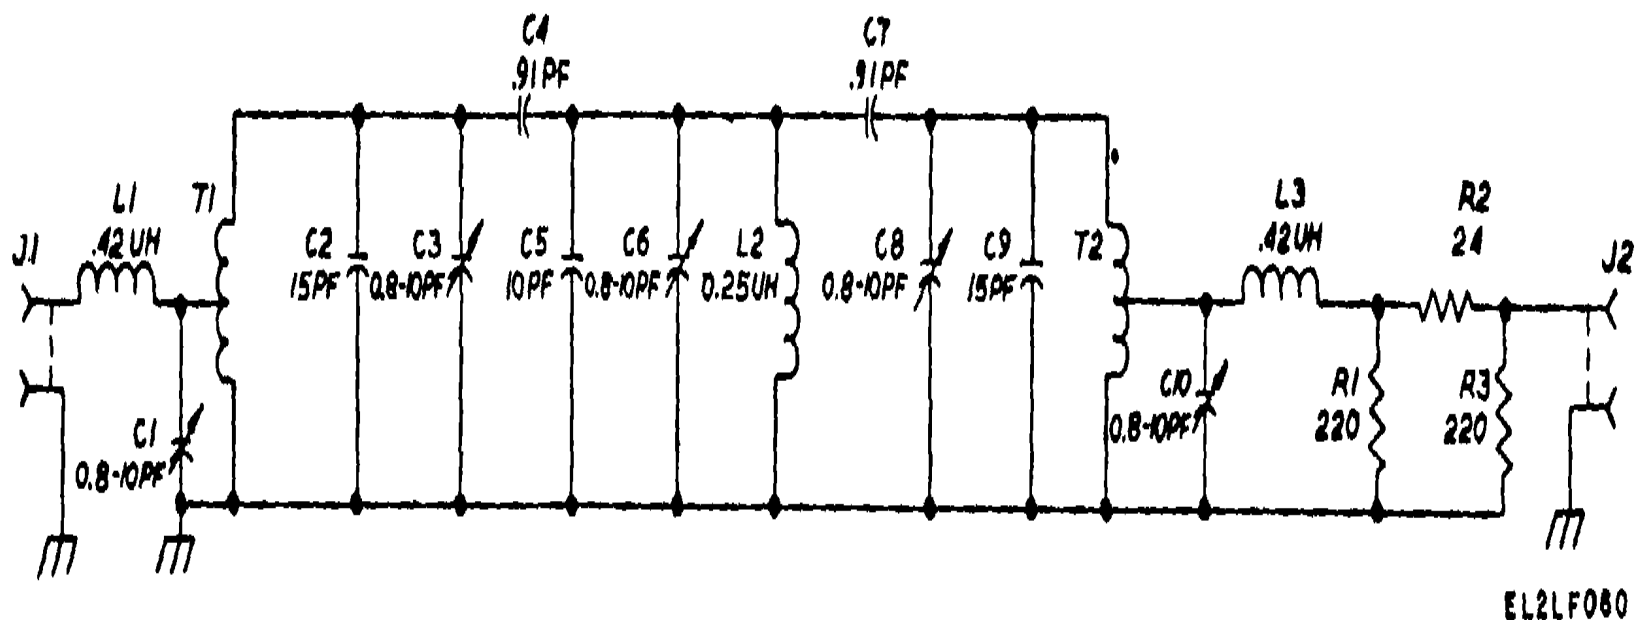 C4
.91PF
C7
.91PF
J1
L1
.42UH
T1
C2
15PF
C3
0.8-10PF
C5
10PF
C6
0.8-10PF
L2
0.25UH
C8
0.8-10PF
C9
15PF
T2
L3
.42UH
R2
24
J2
C1
0.8-10PF
C10
0.8-10PF
R1
220
R3
220
EL2LF060